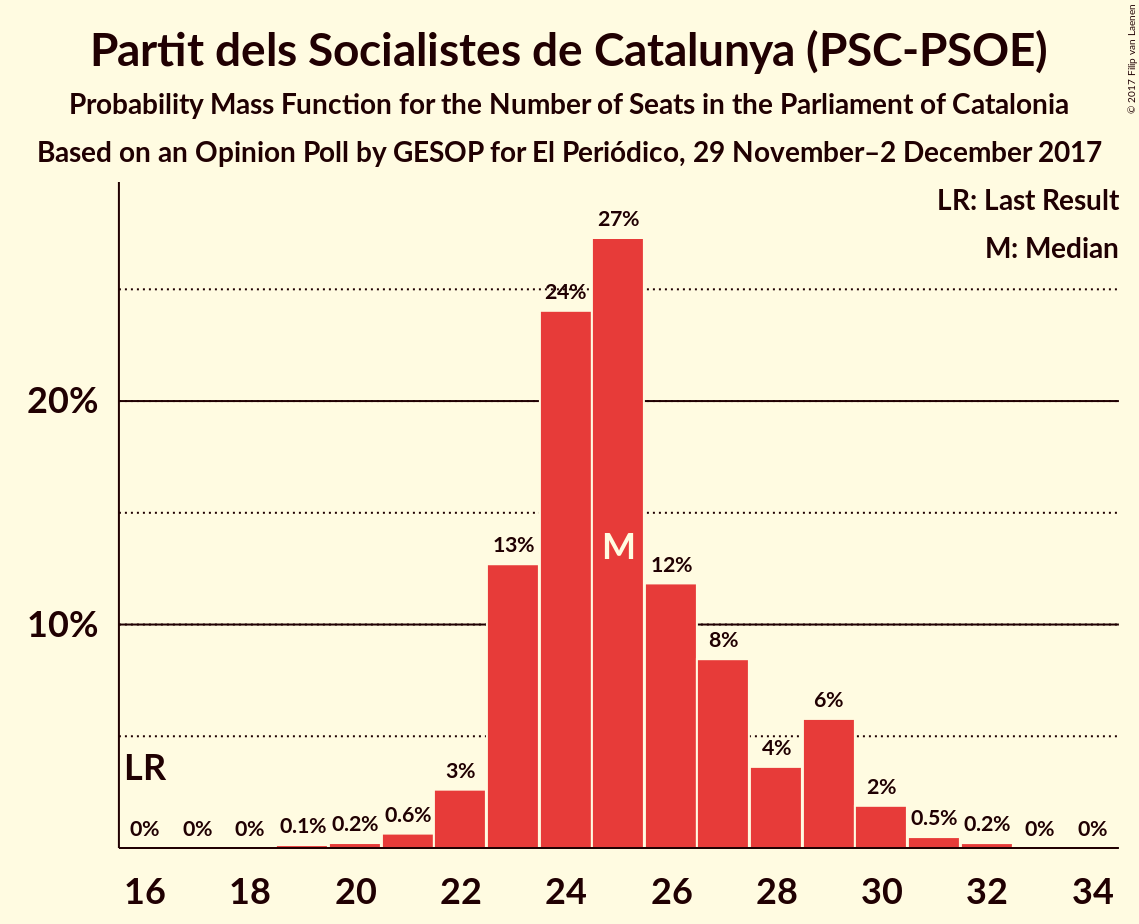 Partit dels Socialistes de Catalunya (PSC-PSOE)
Probability Mass Function for the Number of Seats in the Parliament of Catalonia
Based on an Opinion Poll by GESOP for El Periódico, 29 November–2 December 2017
© 2017 Filip van Laenen
LR: Last Result
M: Median
27%
24%
20%
13%
M
12%
10%
8%
6%
4%
LR
3%
2%
0% 0% 0% 0.1% 0.2% 0.6% 0.5% 0.2% 0% 0%
16 18 20 22 24 26 28 30 32 34